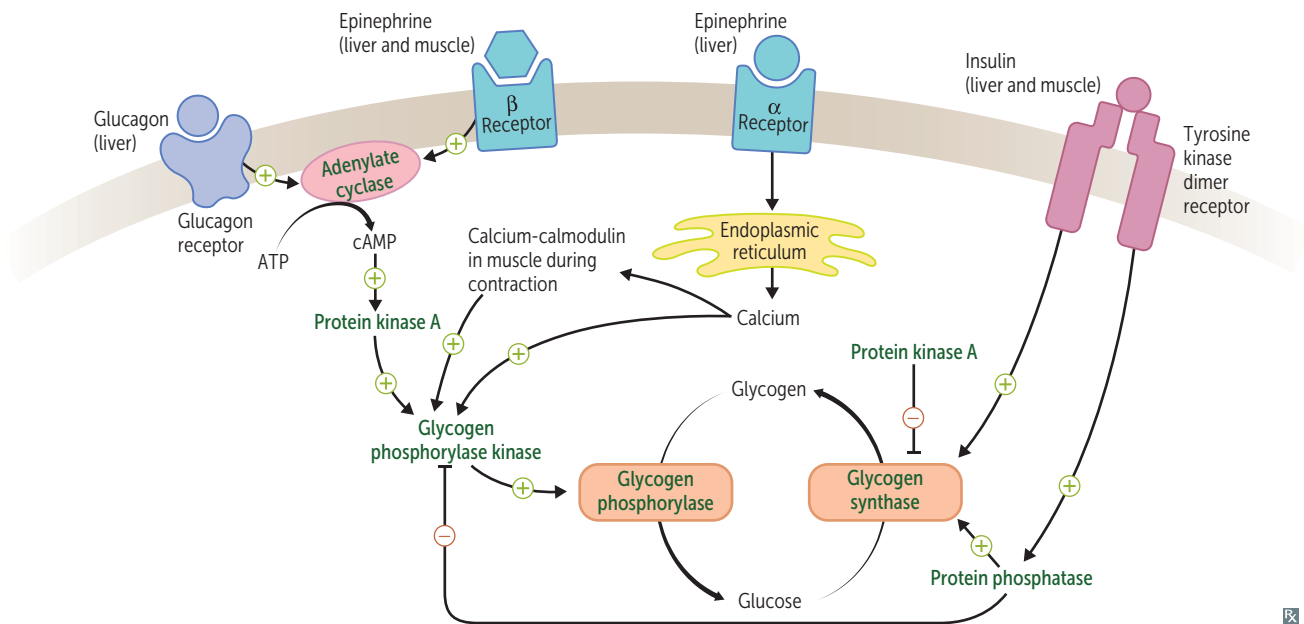 Epinephrine
(liver and muscle)
Epinephrine
(liver)
Insulin
(liver and muscle)
Glucagon
(liver)
β
Receptor
α
Receptor
Tyrosine
kinase
dimer
receptor
Adenylate
cyclase
Glucagon
receptor
ATP
cAMP
Calcium-calmodulin
in muscle during
contraction
Endoplasmic
reticulum
Calcium
Protein kinase A
Protein kinase A
Glycogen
Glycogen
phosphorylase kinase
Glycogen
phosphorylase
Glycogen
synthase
Glucose
Protein phosphatase
+
+
+
+
+
+
+
+
+
+
−
−
Rx